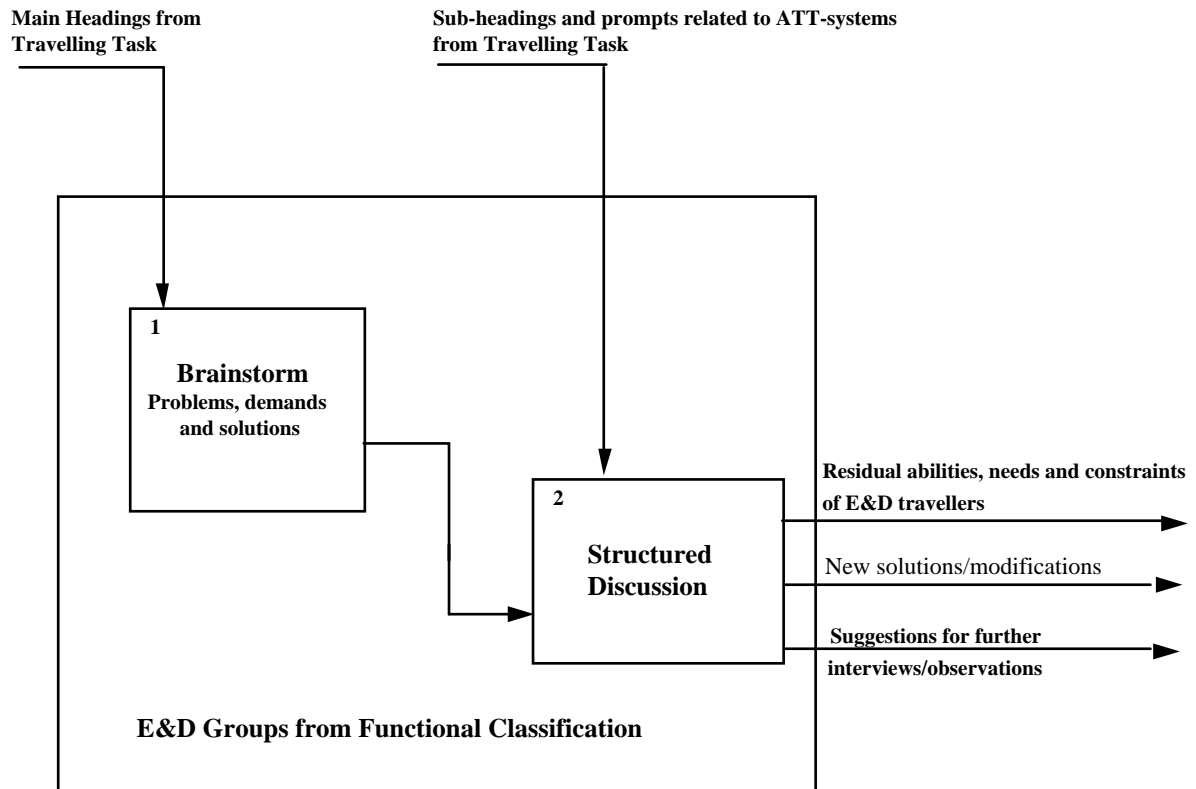 Main Headings from
Travelling Task
Sub-headings and prompts related to ATT-systems
from Travelling Task
1
Brainstorm
Problems, demands
and solutions
2
Structured
Discussion
Residual abilities, needs and constraints
of E&D travellers
New solutions/modifications
Suggestions for further
interviews/observations
E&D Groups from Functional Classification